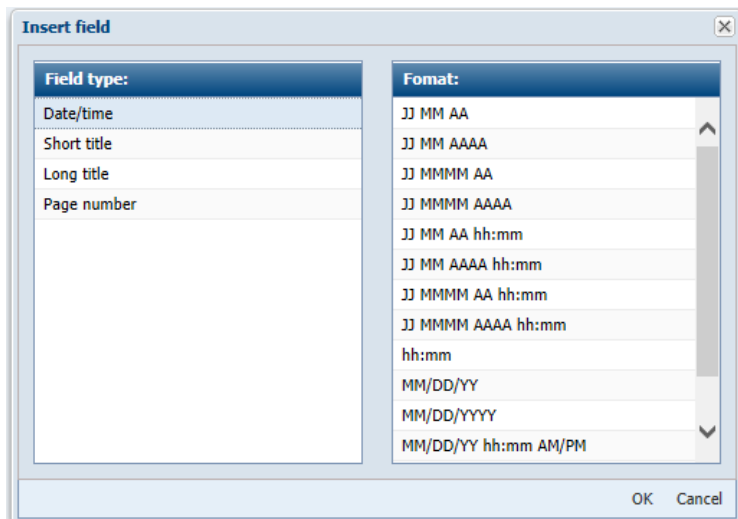 Insert field
Field type:
Date/time
Short title
Long title
Page number
Fomat:
JJ MM AA
JJ MM AAAA
JJ MMMM AA
JJ MMMM AAAA
JJ MM AA hh:mm
JJ MM AAAA hh:mm
JJ MMMM AA hh:mm
JJ MMMM AAAA hh:mm
hh:mm
MM/DD/YY
MM/DD/YYYY
MM/DD/YY hh:mm AM/PM
OK Cancel